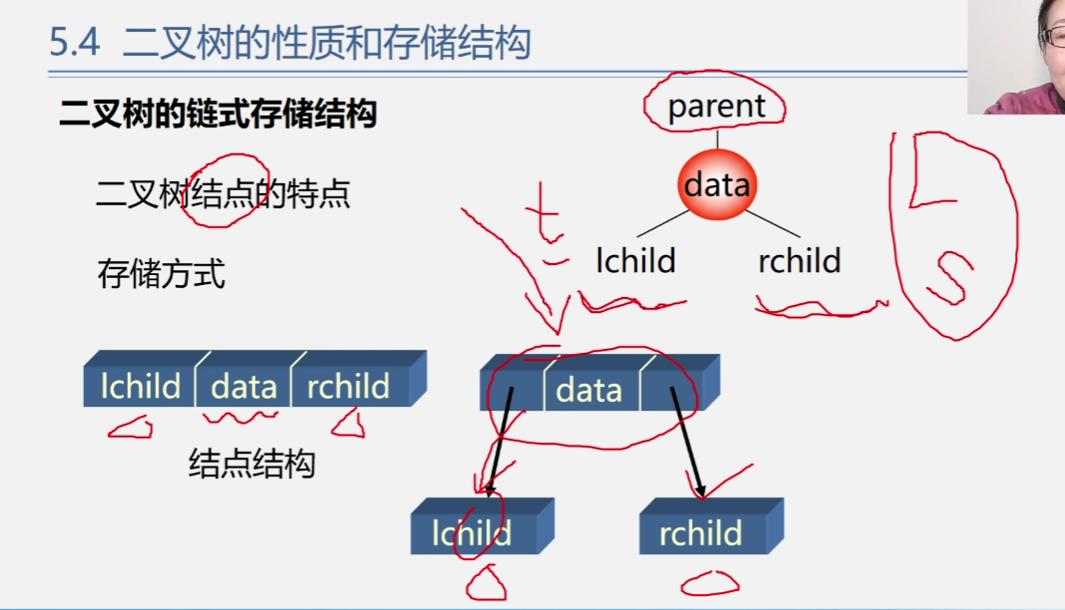 5.4 二叉树的性质和存储结构
二叉树的链式存储结构
parent
二叉树结点的特点
data
t
L
S
lchild
rchild
存储方式
lchild data rchild
data
结点结构
lchild
rchild